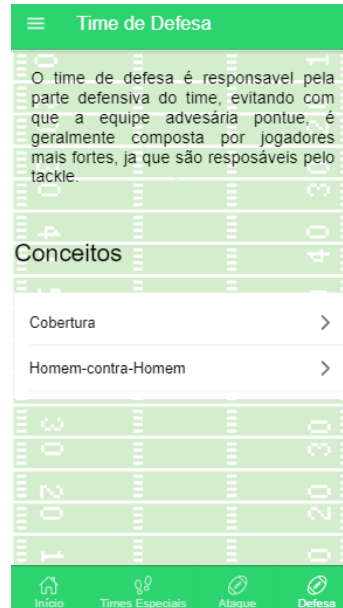 Time de Defesa
O time de defesa é responsavel pela
parte defensiva do time, evitando com
que a equipe advesária pontue, é
geralmente composta por jogadores
mais fortes, ja que são resposáveis pelo
tackle.
Conceitos
Cobertura
Homem-contra-Homem
Início Times Especiais Ataque Defesa